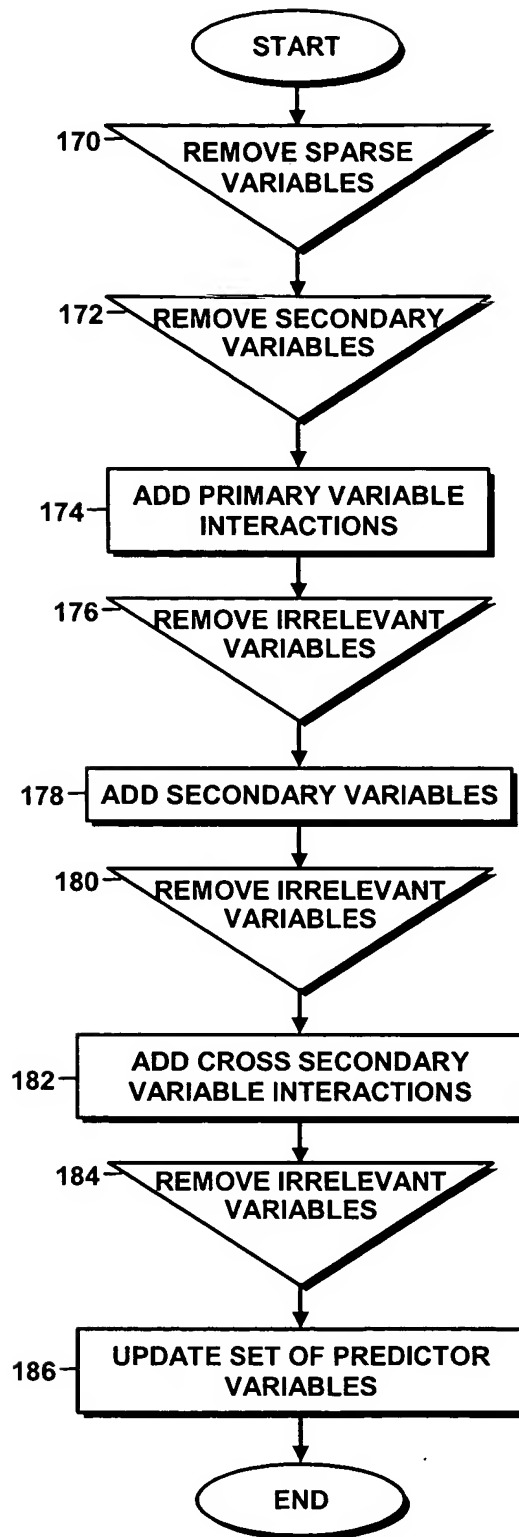 START
170
REMOVE SPARSE
VARIABLES
172
REMOVE SECONDARY
VARIABLES
174
ADD PRIMARY VARIABLE
INTERACTIONS
176
REMOVE IRRELEVANT
VARIABLES
178
ADD SECONDARY VARIABLES
180
REMOVE IRRELEVANT
VARIABLES
182
ADD CROSS SECONDARY
VARIABLE INTERACTIONS
184
REMOVE IRRELEVANT
VARIABLES
186
UPDATE SET OF PREDICTOR
VARIABLES
END